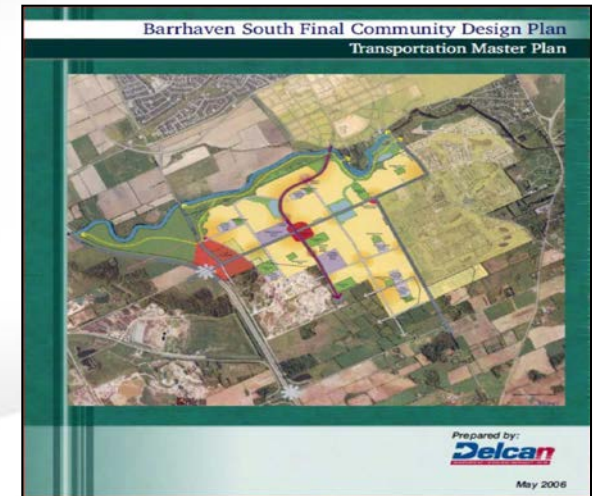 Barrhaven South Final Community Design Plan
Transportation Master Plan
Prepared by:
Delcan
May 2006